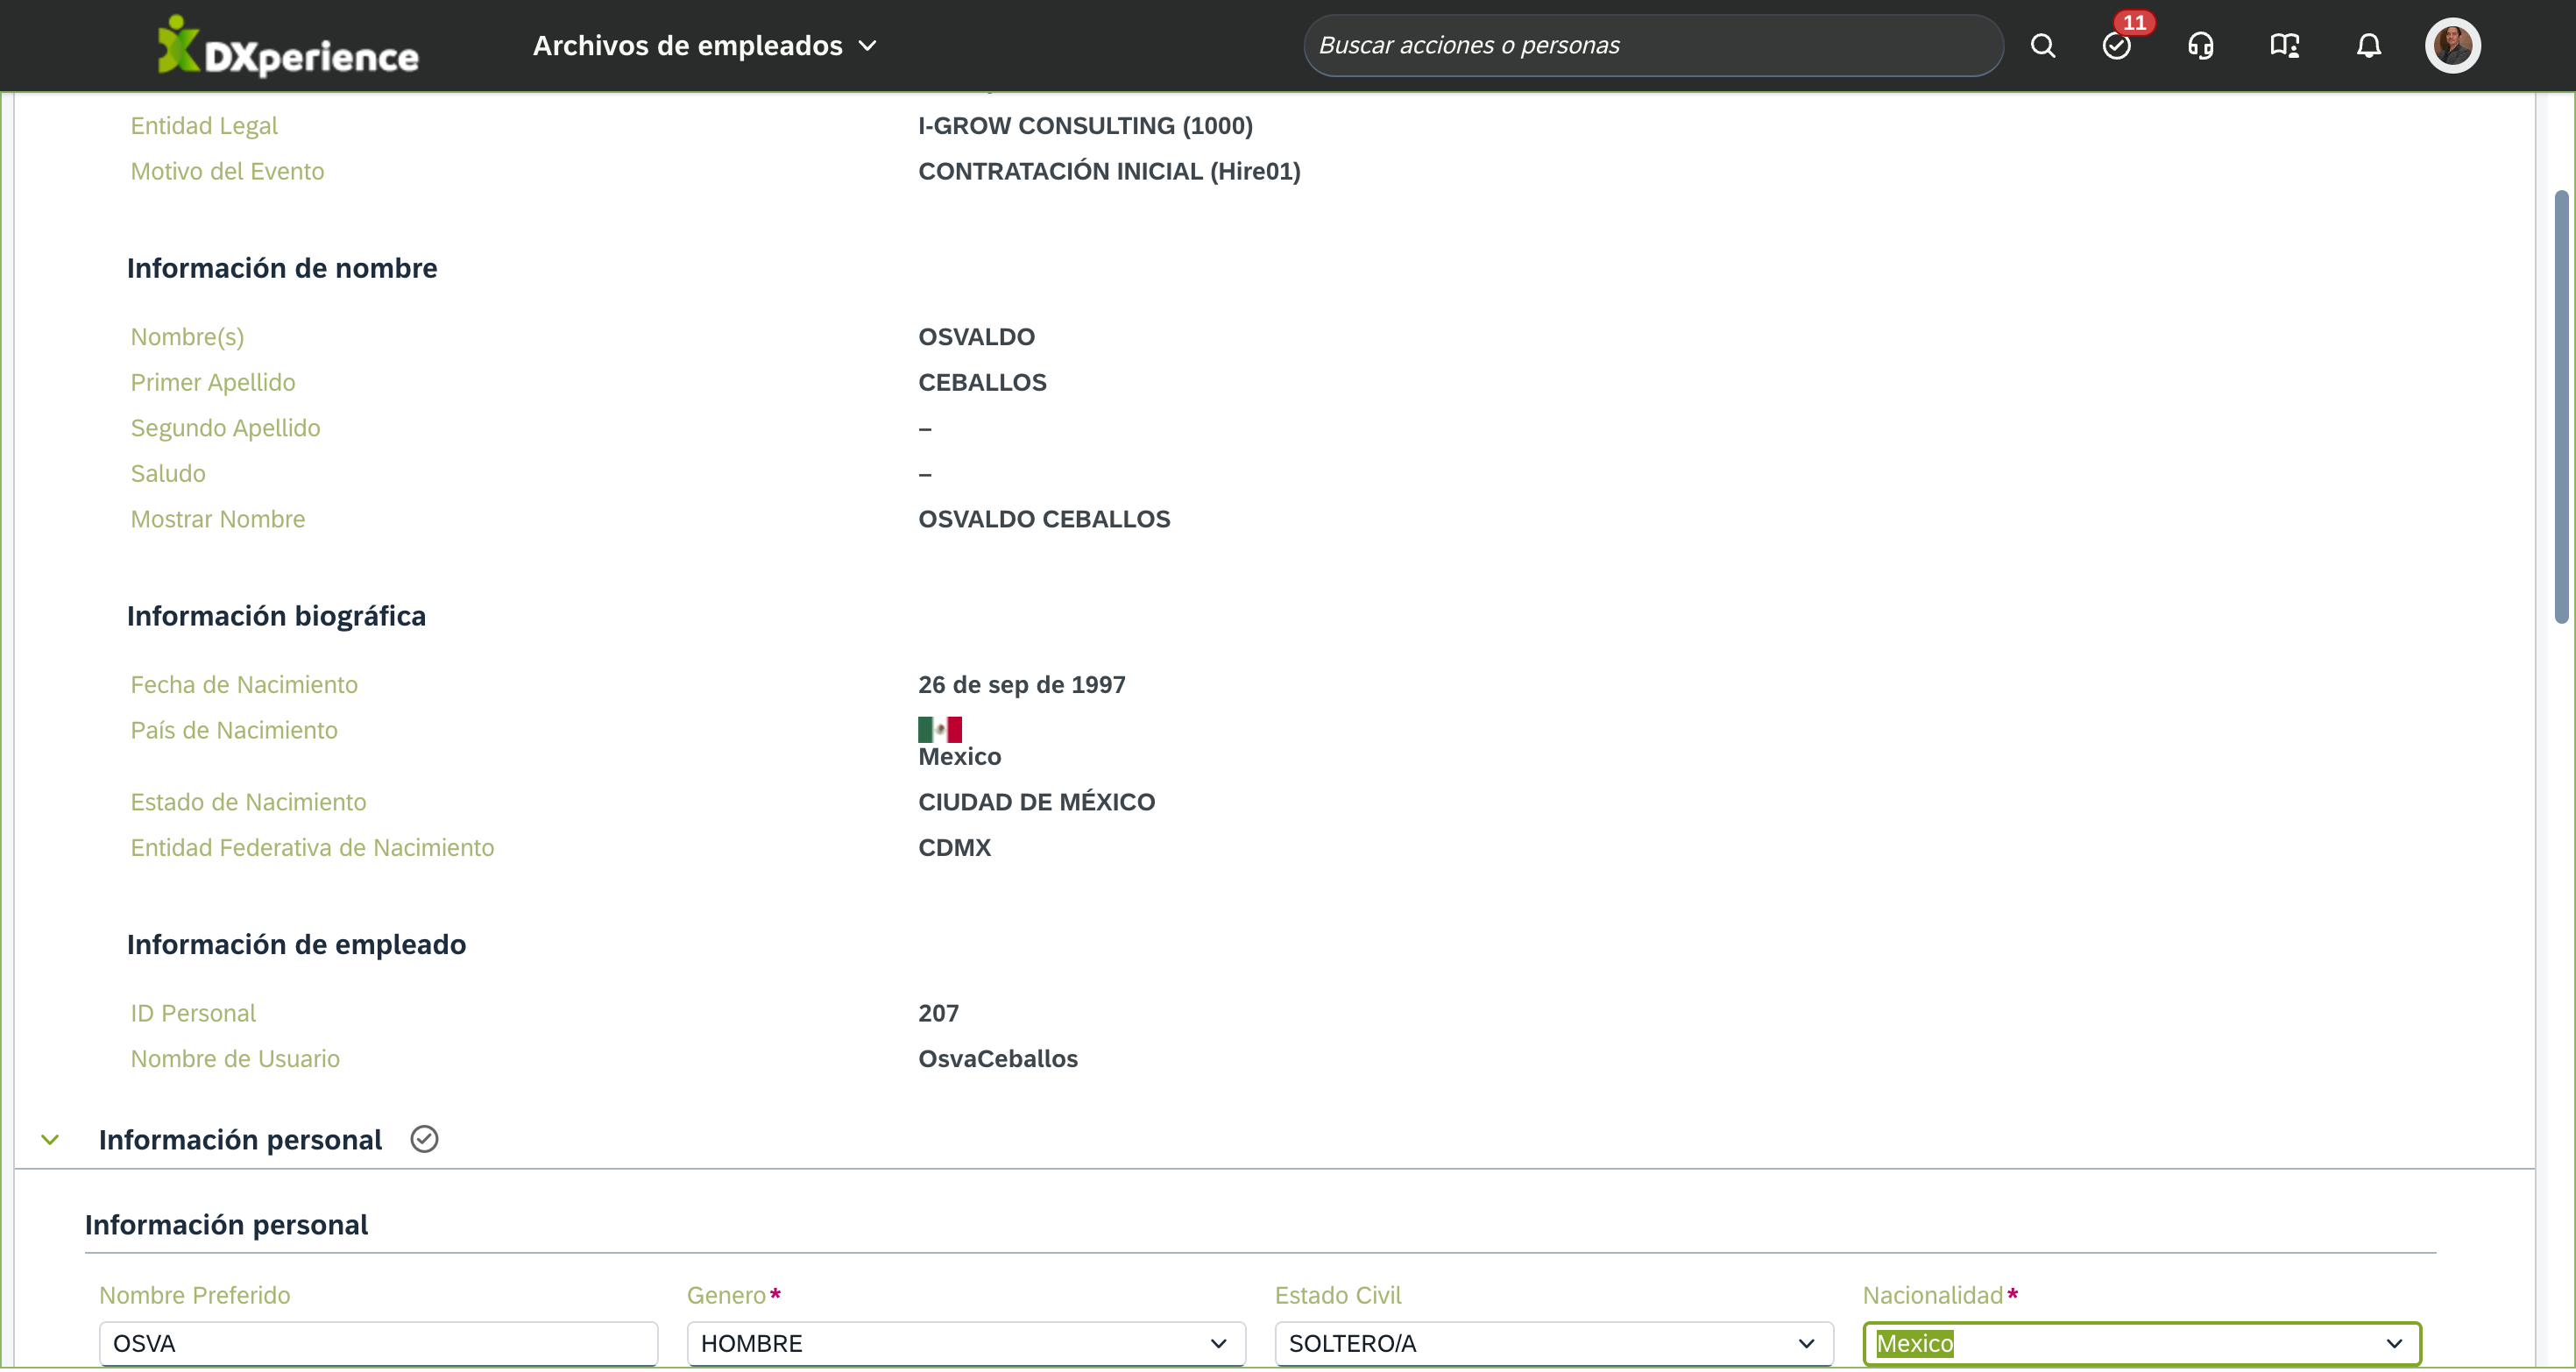 DXperience
Archivos de empleados
Buscar acciones o personas
11
Entidad Legal
I-GROW CONSULTING (1000)
Motivo del Evento
CONTRATACIÓN INICIAL (Hire01)
Información de nombre
Nombre(s)
OSVALDO
Primer Apellido
CEBALLOS
Segundo Apellido
–
Saludo
–
Mostrar Nombre
OSVALDO CEBALLOS
Información biográfica
Fecha de Nacimiento
26 de sep de 1997
País de Nacimiento
Mexico
Estado de Nacimiento
CIUDAD DE MÉXICO
Entidad Federativa de Nacimiento
CDMX
Información de empleado
ID Personal
207
Nombre de Usuario
OsvaCeballos
Información personal
Información personal
Nombre Preferido
Genero*
Estado Civil
Nacionalidad*
OSVA
HOMBRE
SOLTERO/A
Mexico